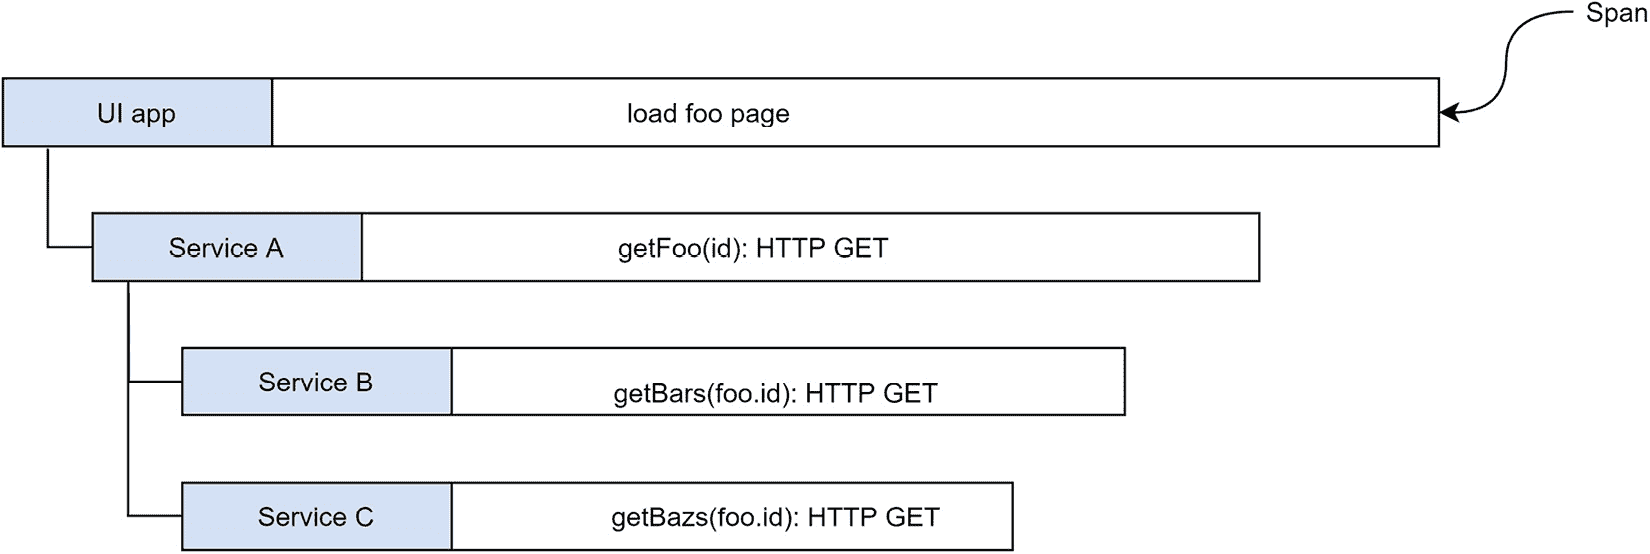 Span
UI app load foo page
Service A getFoo(id): HTTP GET
Service B getBars(foo.id): HTTP GET
Service C getBazs(foo.id): HTTP GET